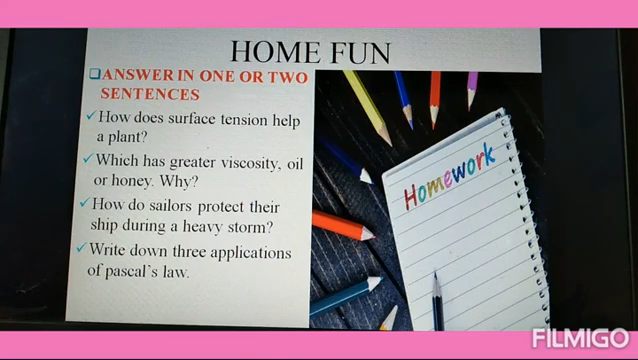 HOME FUN
❑ANSWER IN ONE OR TWO
SENTENCES
✓How does surface tension help
a plant?
✓Which has greater viscosity, oil
or honey. Why?
✓How do sailors protect their
ship during a heavy storm?
✓Write down three applications
of pascal's law.
Homework
FILMIGO